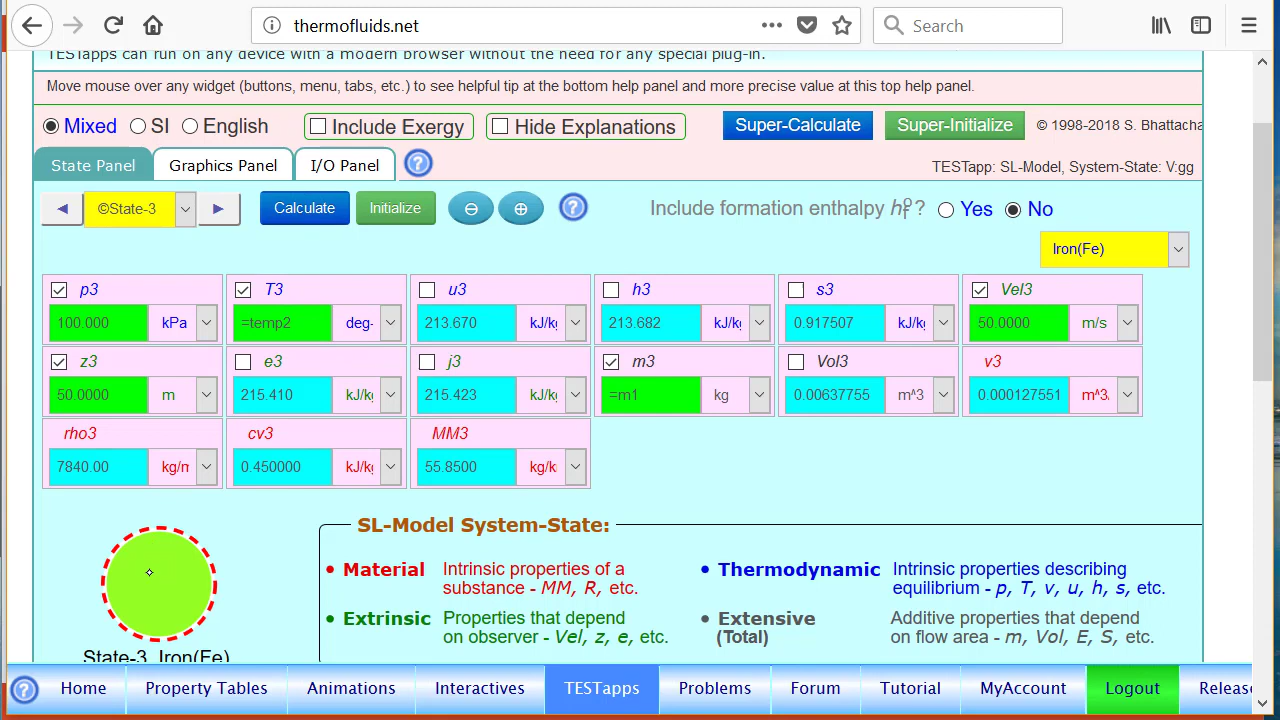 thermofluids.net
Search
TESTapps can run on any device with a modern browser without the need for any special plug-in.
Move mouse over any widget (buttons, menu, tabs, etc.) to see helpful tip at the bottom help panel and more precise value at this top help panel.
Mixed SI English Include Exergy Hide Explanations Super-Calculate Super-Initialize © 1998-2018 S. Bhattacha
State Panel Graphics Panel I/O Panel ? TESTapp: SL-Model, System-State: V:gg
©State-3 Calculate Initialize ? Include formation enthalpy ? Yes No
Iron(Fe)
p3 T3 u3 h3 s3 Vel3
100.000 kPa =temp2 deg- 213.670 kJ/kg 213.682 kJ/kg 0.917507 kJ/kg 50.0000 m/s
z3 e3 j3 m3 Vol3 v3
50.0000 m 215.410 kJ/kg 215.423 kJ/kg =m1 kg 0.00637755 m^3 0.000127551 m^3/
rho3 cv3 MM3
7840.00 kg/m 0.450000 kJ/kg 55.8500 kg/k
SL-Model System-State:
• Material Intrinsic properties of a
substance - MM, R, etc.
• Thermodynamic Intrinsic properties describing
equilibrium - p, T, v, u, h, s, etc.
• Extrinsic Properties that depend
on observer - Vel, z, e, etc.
• Extensive Additive properties that depend
(Total) on flow area - m, Vol, E, S, etc.
State-3, Iron(Fe)
? Home Property Tables Animations Interactives TESTapps Problems Forum Tutorial MyAccount Logout Releas